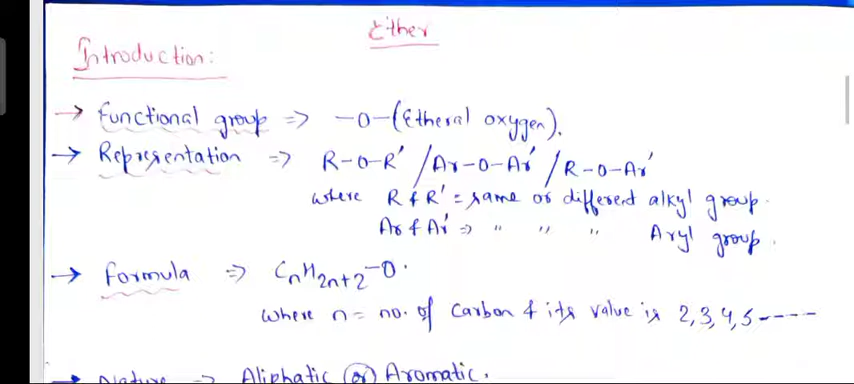 Ether
Introduction:
→ Functional group => -O-(Etheral oxygen).
→ Representation => R-O-R' /Ar-O-Ar' /R-O-Ar'
where R & R' = same or different alkyl group.
Ar & Ar' => " " " Aryl group.
→ Formula => CnH2n+2-O.
where n = no. of Carbon & its value is 2,3,4,5-----
→ Nature → Aliphatic (or) Aromatic.